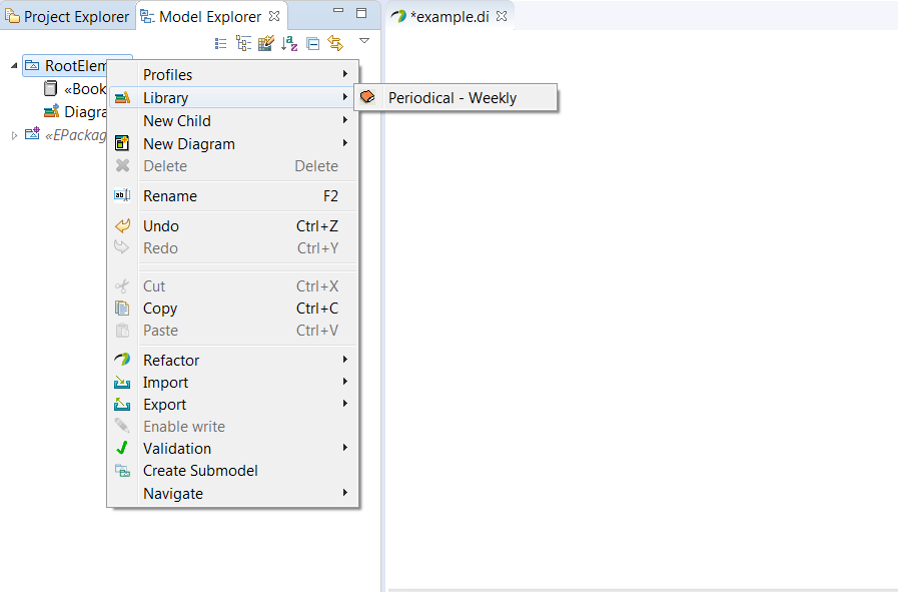 Project Explorer
Model Explorer
*example.di
RootElem
«Book
Diagra
«EPackag
Profiles
Library
Periodical - Weekly
New Child
New Diagram
Delete Delete
Rename F2
Undo Ctrl+Z
Redo Ctrl+Y
Cut Ctrl+X
Copy Ctrl+C
Paste Ctrl+V
Refactor
Import
Export
Enable write
Validation
Create Submodel
Navigate